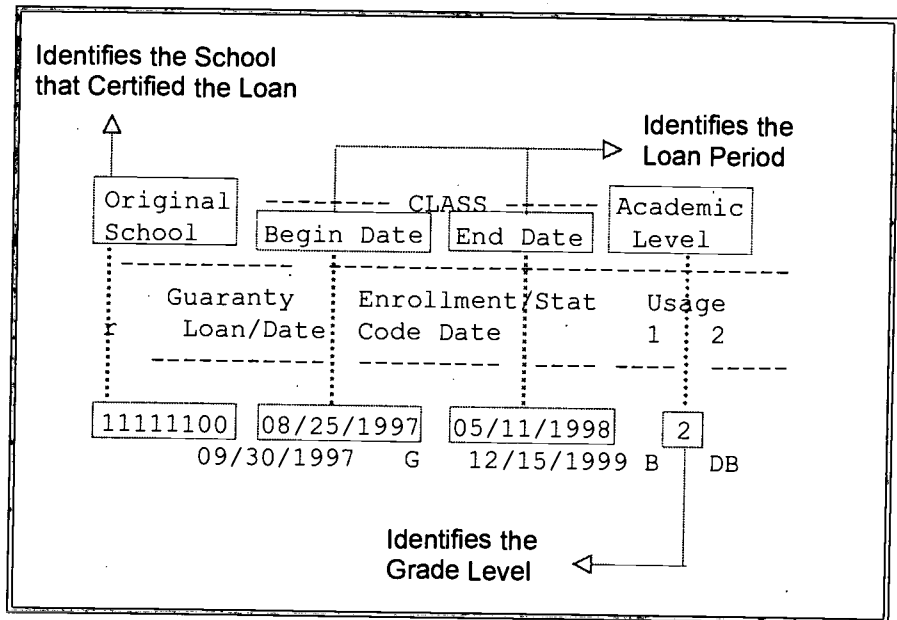 Identifies the School
that Certified the Loan
Identifies the
Loan Period
Original ------ CLASS ------ Academic
School Begin Date End Date Level
Guaranty Enrollment/Stat Usage
r Loan/Date Code Date 1 2
11111100 08/25/1997 05/11/1998 2
09/30/1997 G 12/15/1999 B DB
Identifies the
Grade Level